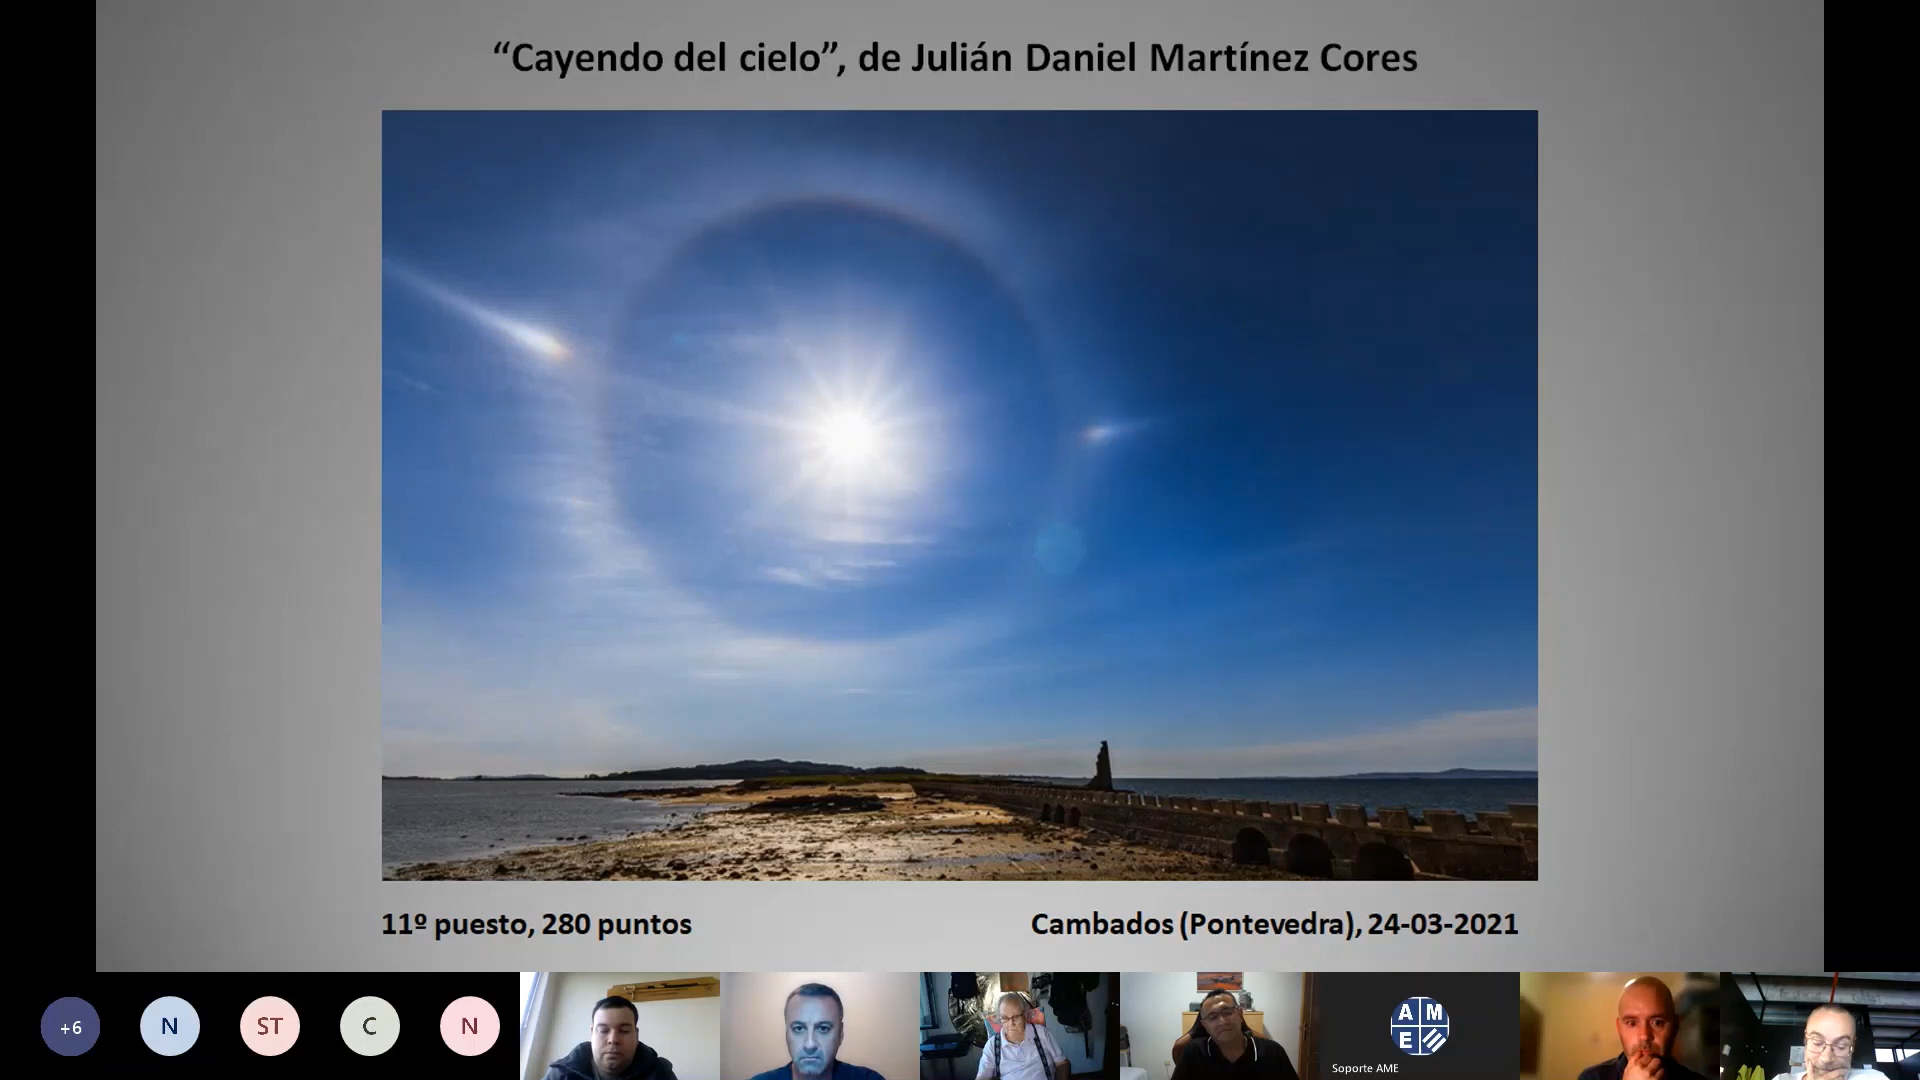 “Cayendo del cielo”, de Julián Daniel Martínez Cores
11º puesto, 280 puntos
Cambados (Pontevedra), 24-03-2021
+6
N
ST
C
N
A M
E
Soporte AME